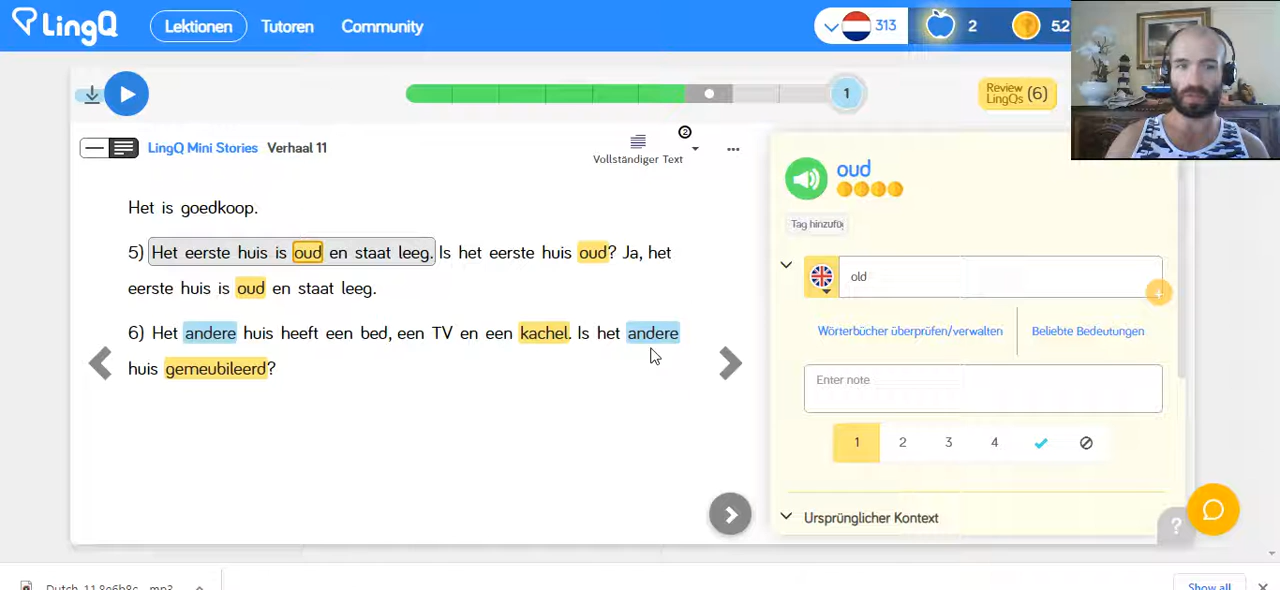 LingQ
Lektionen
Tutoren
Community
313
2
5.2
1
Review
LingQs (6)
LingQ Mini Stories Verhaal 11
2
Vollständiger Text
...
Het is goedkoop.
5) Het eerste huis is oud en staat leeg. Is het eerste huis oud? Ja, het
eerste huis is oud en staat leeg.
6) Het andere huis heeft een bed, een TV en een kachel. Is het andere
huis gemeubileerd?
oud
Tag hinzufü
old
Wörterbücher überprüfen/verwalten
Beliebte Bedeutungen
Enter note
1 2 3 4
Ursprünglicher Kontext
?
Show all